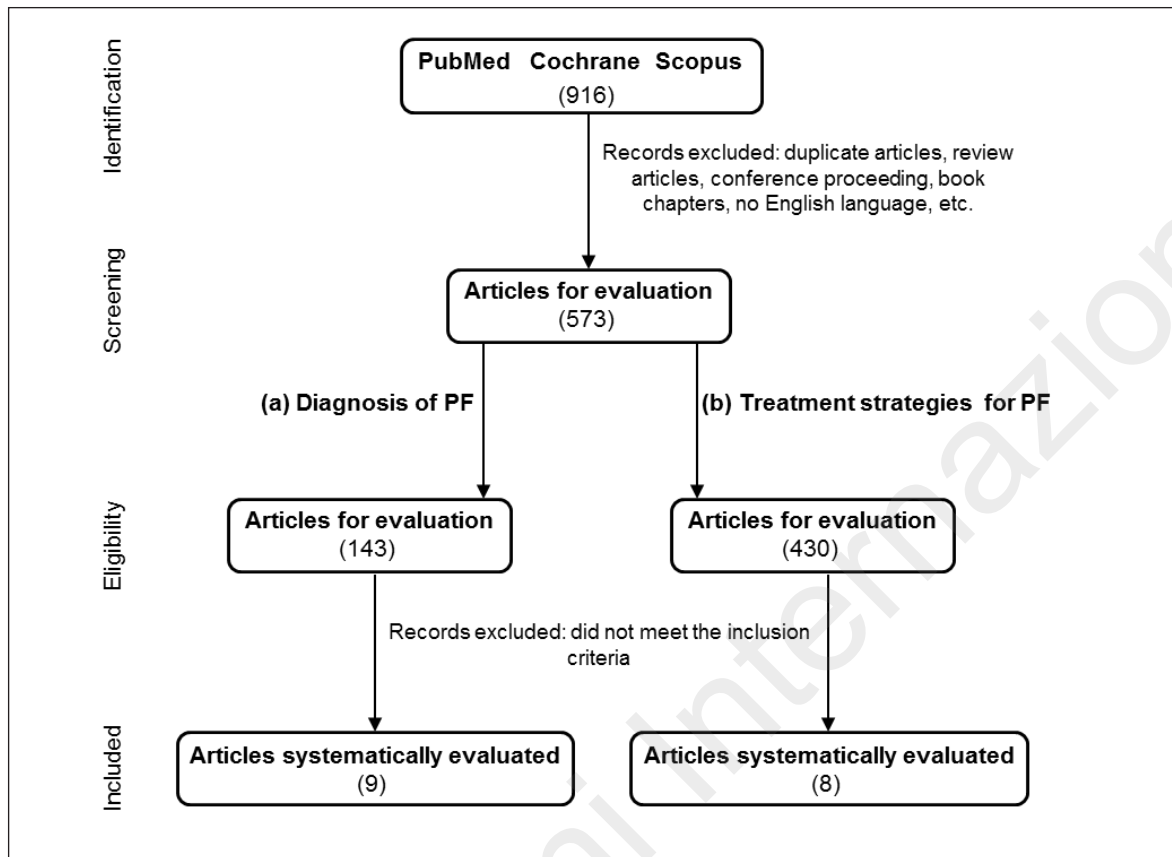 Identification
PubMed Cochrane Scopus
(916)
Records excluded: duplicate articles, review
articles, conference proceeding, book
chapters, no English language, etc.
Screening
Articles for evaluation
(573)
(a) Diagnosis of PF
(b) Treatment strategies for PF
Eligibility
Articles for evaluation
(143)
Articles for evaluation
(430)
Records excluded: did not meet the inclusion
criteria
Included
Articles systematically evaluated
(9)
Articles systematically evaluated
(8)